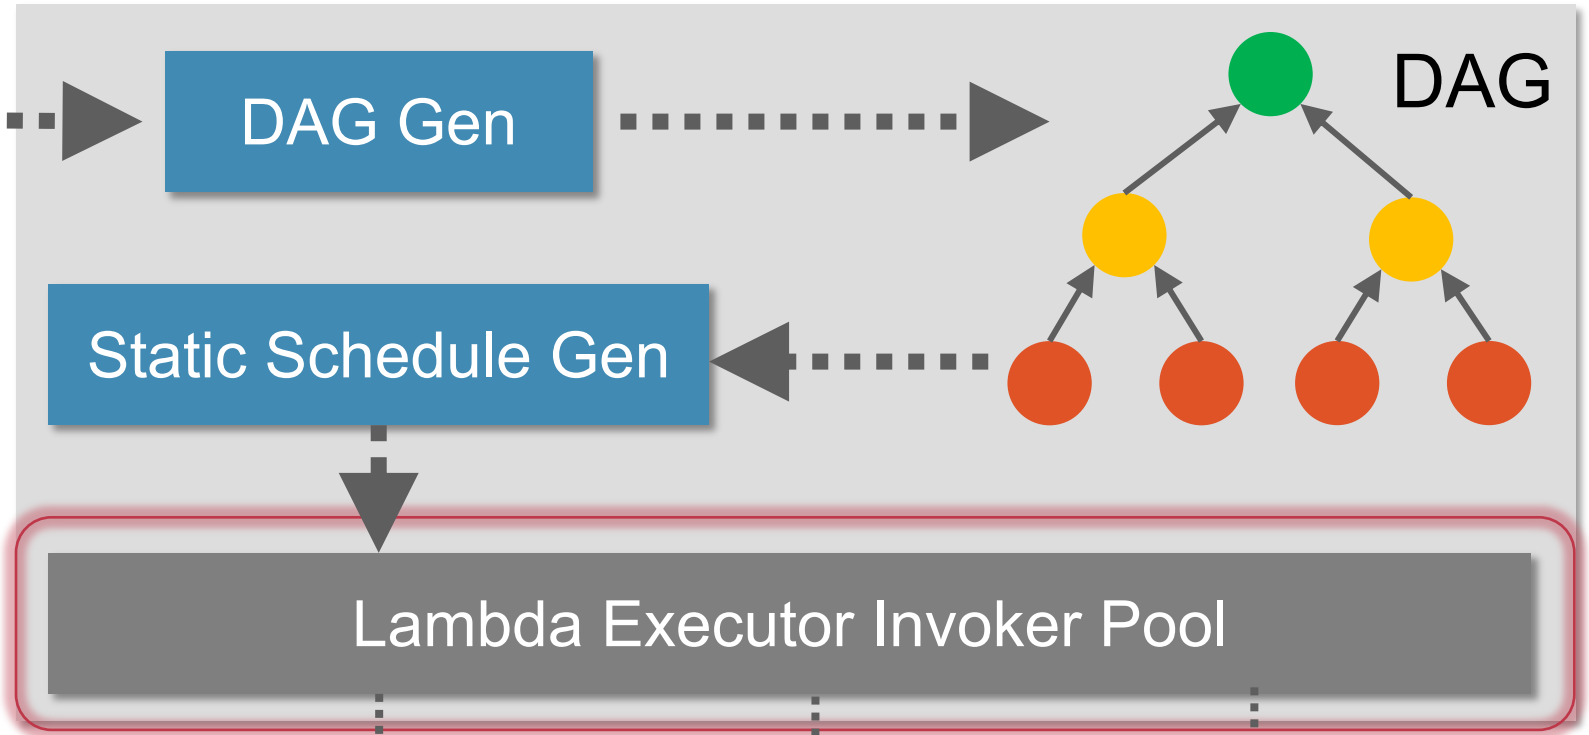 DAG Gen
DAG
Static Schedule Gen
Lambda Executor Invoker Pool